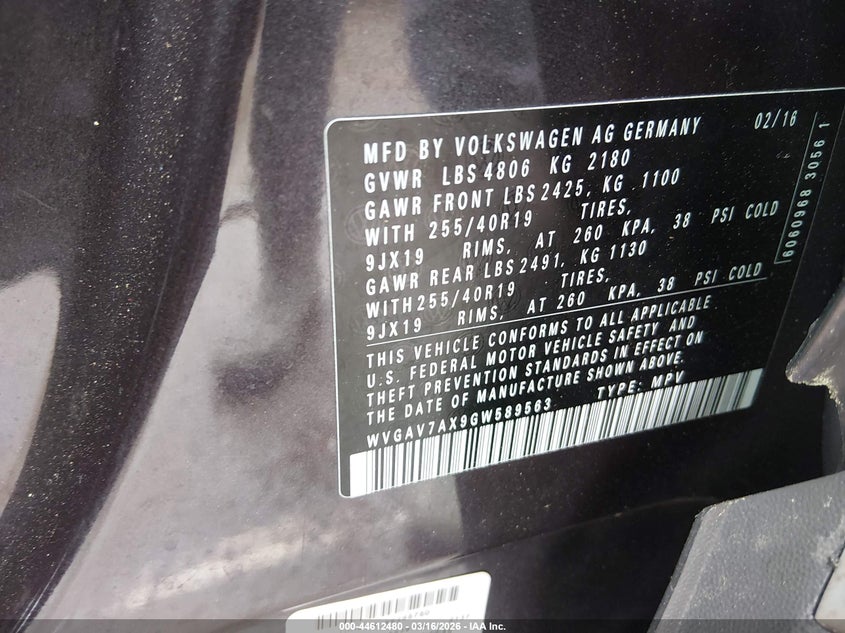 MFD BY VOLKSWAGEN AG GERMANY 02/16
GVWR LBS 4806 KG 2180
GAWR FRONT LBS 2425, KG 1100
WITH 255/40R19 TIRES,
9JX19 RIMS, AT 260 KPA, 38 PSI COLD
GAWR REAR LBS 2491, KG 1130
WITH 255/40R19 TIRES,
9JX19 RIMS, AT 260 KPA, 38 PSI COLD
THIS VEHICLE CONFORMS TO ALL APPLICABLE
U.S. FEDERAL MOTOR VEHICLE SAFETY AND
THEFT PREVENTION STANDARDS IN EFFECT ON
THE DATE OF MANUFACTURE SHOWN ABOVE.
WVGAV7AX9GW589563 TYPE: MPV
6060968 3056 1
000-44612480 - 03/16/2026 - IAAI.COM